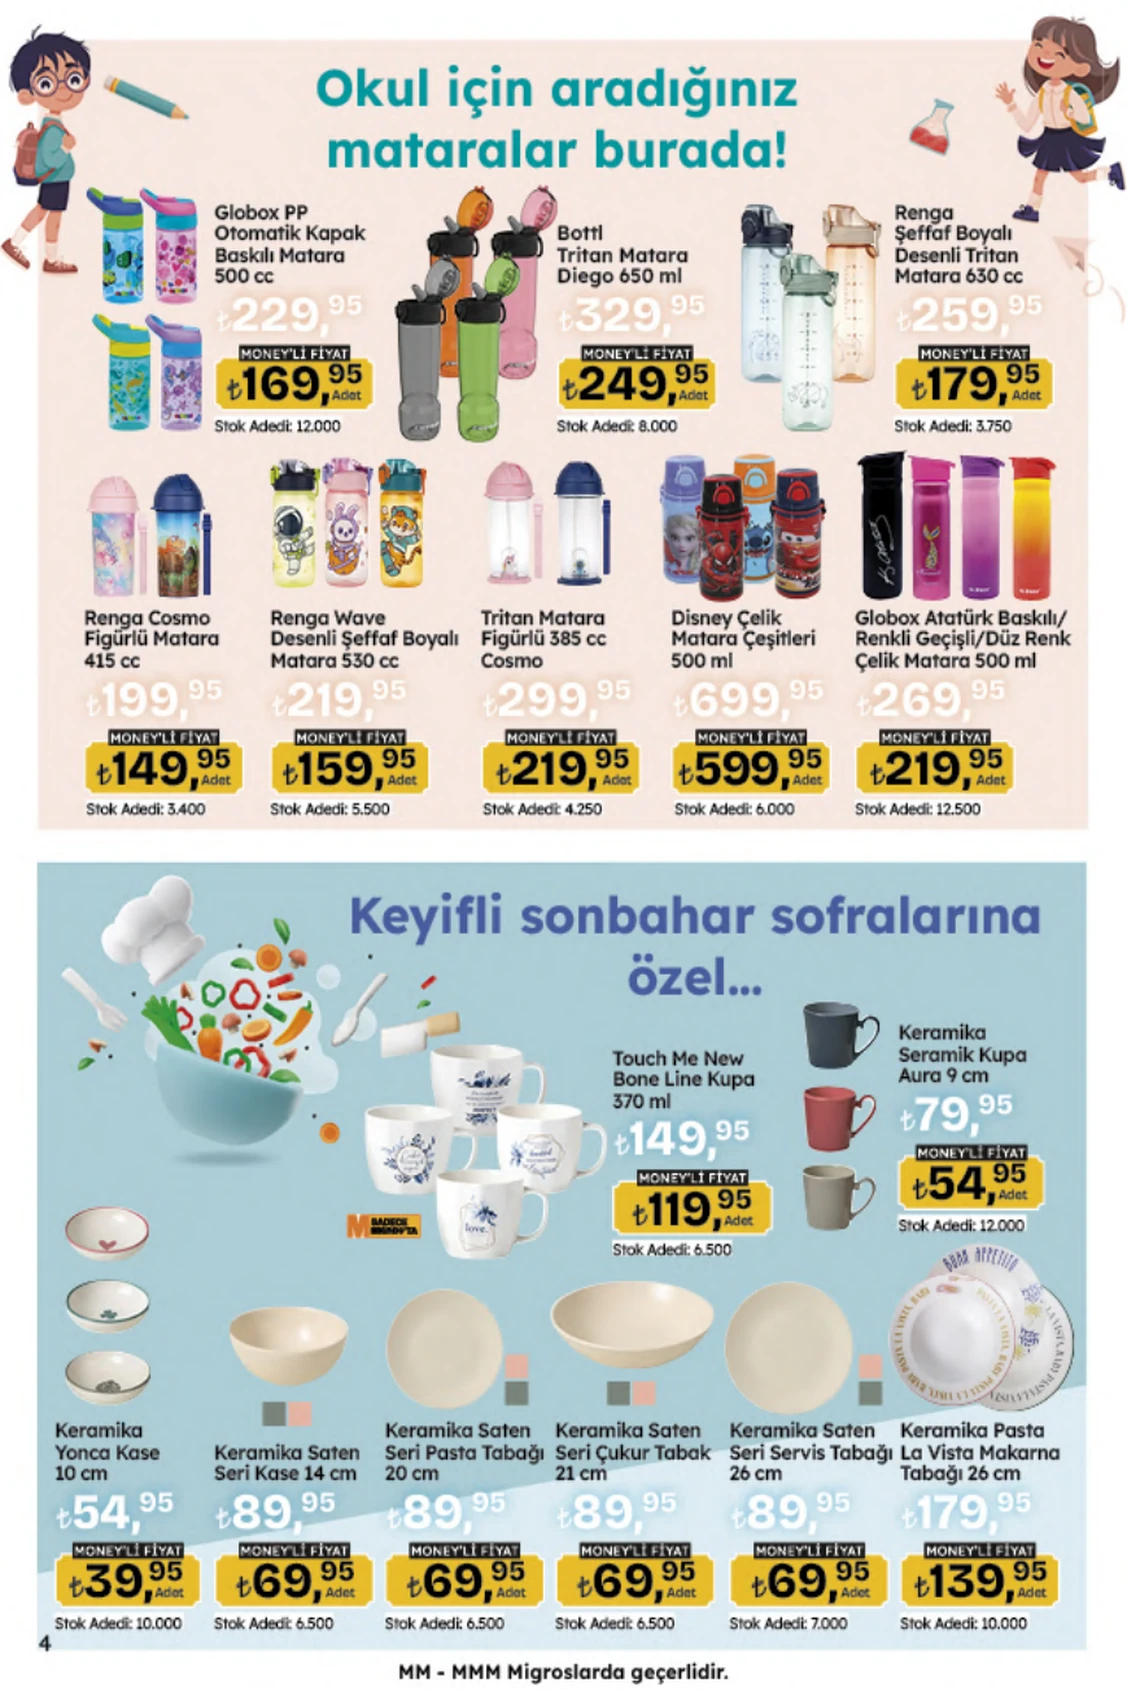 Okul için aradığınız
mataralar burada!
Globox PP
Otomatik Kapak
Baskılı Matara
500 cc
₺229,95
MONEY'Lİ FİYAT
₺169,95
Adet
Stok Adedi: 12.000
Bottl
Tritan Matara
Diego 650 ml
₺329,95
MONEY'Lİ FİYAT
₺249,95
Adet
Stok Adedi: 8.000
Renga
Şeffaf Boyalı
Desenli Tritan
Matara 630 cc
₺259,95
MONEY'Lİ FİYAT
₺179,95
Adet
Stok Adedi: 3.750
Renga Cosmo
Figürlü Matara
415 cc
₺199,95
MONEY'Lİ FİYAT
₺149,95
Adet
Stok Adedi: 3.400
Renga Wave
Desenli Şeffaf Boyalı
Matara 530 cc
₺219,95
MONEY'Lİ FİYAT
₺159,95
Adet
Stok Adedi: 5.500
Tritan Matara
Figürlü 385 cc
Cosmo
₺299,95
MONEY'Lİ FİYAT
₺219,95
Adet
Stok Adedi: 4.250
Disney Çelik
Matara Çeşitleri
500 ml
₺699,95
MONEY'Lİ FİYAT
₺599,95
Adet
Stok Adedi: 6.000
Globox Atatürk Baskılı/
Renkli Geçişli/Düz Renk
Çelik Matara 500 ml
₺269,95
MONEY'Lİ FİYAT
₺219,95
Adet
Stok Adedi: 12.500
Keyifli sonbahar sofralarına
özel...
Touch Me New
Bone Line Kupa
370 ml
₺149,95
MONEY'Lİ FİYAT
₺119,95
Adet
Stok Adedi: 6.500
love.
M SADECE
MİGROS'TA
Keramika
Seramik Kupa
Aura 9 cm
₺79,95
MONEY'Lİ FİYAT
₺54,95
Adet
Stok Adedi: 12.000
BUON APPETITO
Keramika
Yonca Kase
10 cm
₺54,95
MONEY'Lİ FİYAT
₺39,95
Adet
Stok Adedi: 10.000
Keramika Saten
Seri Kase 14 cm
₺89,95
MONEY'Lİ FİYAT
₺69,95
Adet
Stok Adedi: 6.500
Keramika Saten
Seri Pasta Tabağı
20 cm
₺89,95
MONEY'Lİ FİYAT
₺69,95
Adet
Stok Adedi: 6.500
Keramika Saten
Seri Çukur Tabak
21 cm
₺89,95
MONEY'Lİ FİYAT
₺69,95
Adet
Stok Adedi: 6.500
Keramika Saten
Seri Servis Tabağı
26 cm
₺89,95
MONEY'Lİ FİYAT
₺69,95
Adet
Stok Adedi: 7.000
Keramika Pasta
La Vista Makarna
Tabağı 26 cm
₺179,95
MONEY'Lİ FİYAT
₺139,95
Adet
Stok Adedi: 10.000
4
MM - MMM Migroslarda geçerlidir.